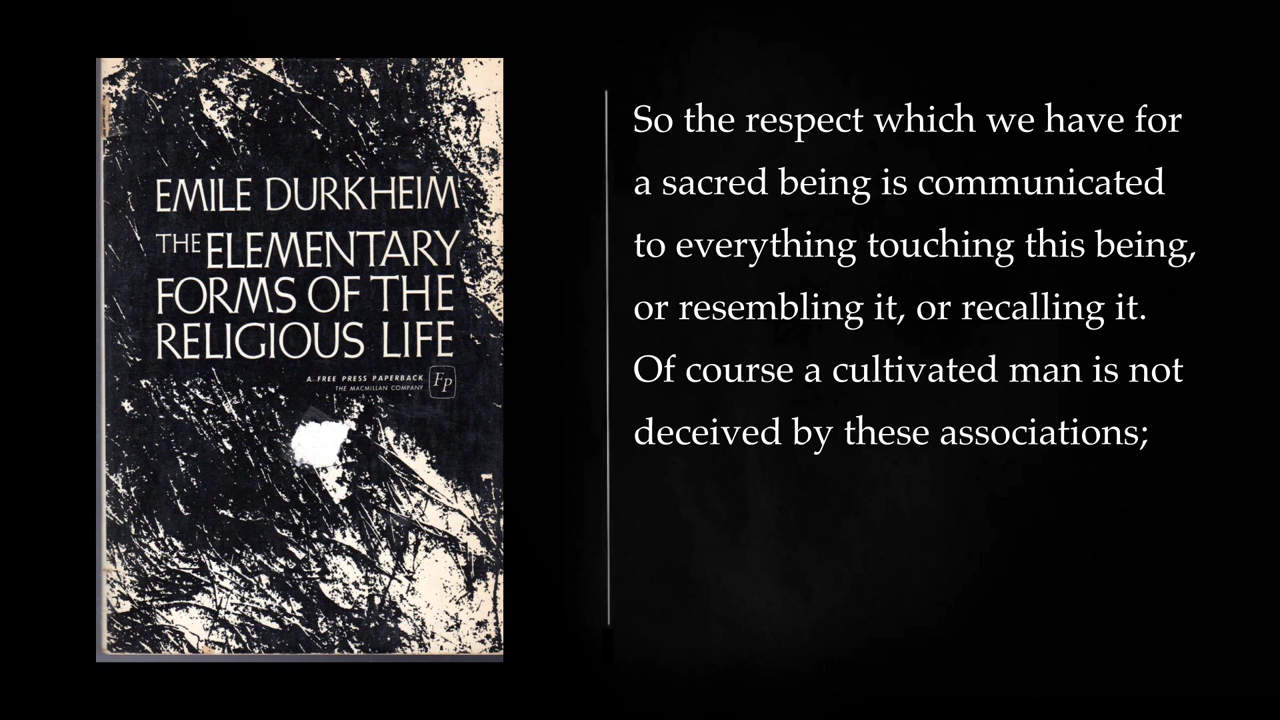 EMILE DURKHEIM
THE ELEMENTARY
FORMS OF THE
RELIGIOUS LIFE
A FREE PRESS PAPERBACK
THE MACMILLAN COMPANY
Fp
So the respect which we have for
a sacred being is communicated
to everything touching this being,
or resembling it, or recalling it.
Of course a cultivated man is not
deceived by these associations;